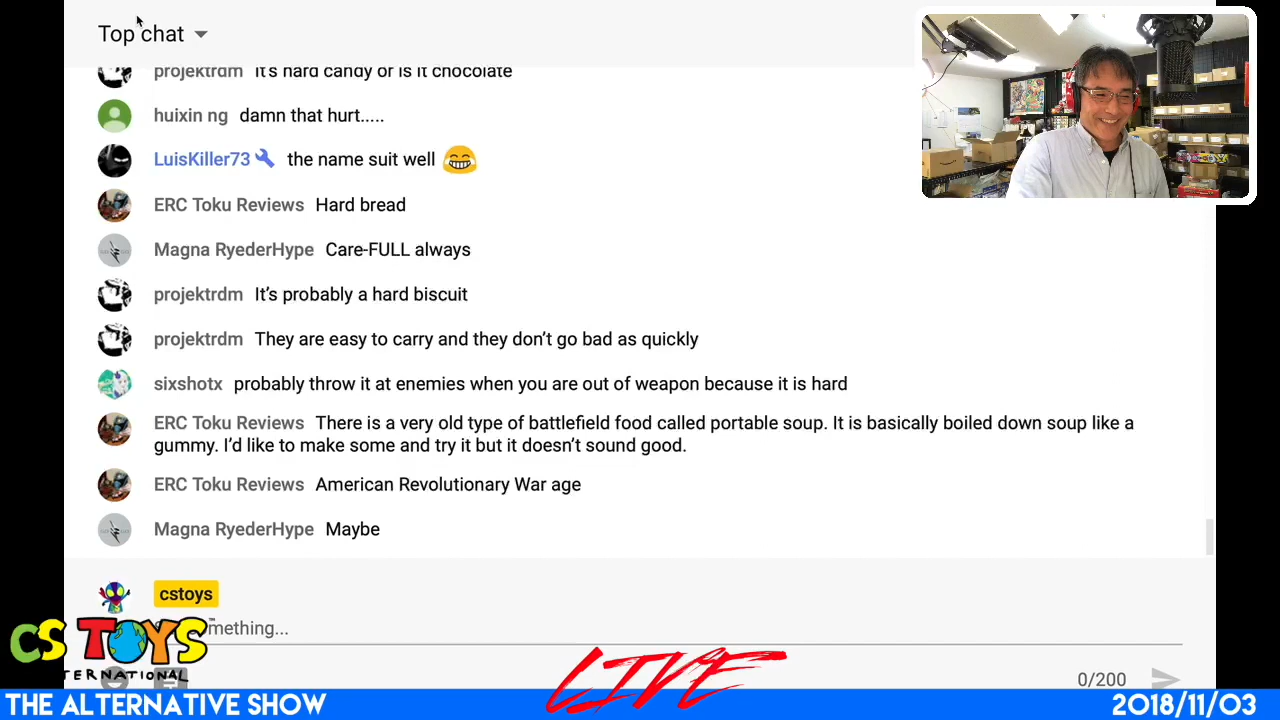 Top chat
projektrdm It's hard candy or is it chocolate
huixin ng damn that hurt.....
LuisKiller73 the name suit well
ERC Toku Reviews Hard bread
Magna RyederHype Care-FULL always
projektrdm It's probably a hard biscuit
projektrdm They are easy to carry and they don't go bad as quickly
sixshotx probably throw it at enemies when you are out of weapon because it is hard
ERC Toku Reviews There is a very old type of battlefield food called portable soup. It is basically boiled down soup like a
gummy. I'd like to make some and try it but it doesn't sound good.
ERC Toku Reviews American Revolutionary War age
Magna RyederHype Maybe
cstoys
mething...
CS TOYS
TERNATIONAL
LIVE
0/200
THE ALTERNATIVE SHOW
2018/11/03